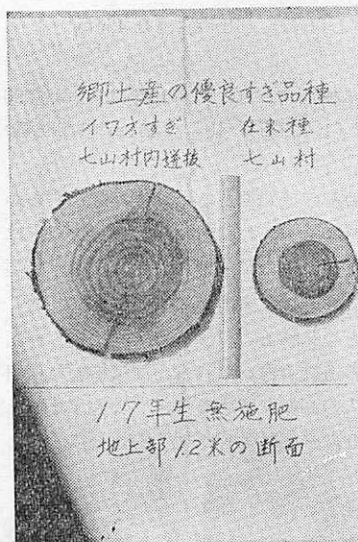 郷土産の優良すぎ品種
イワオすぎ 在来種
七山村内選抜 七山村
17年生無施肥
地上部1.2米の断面